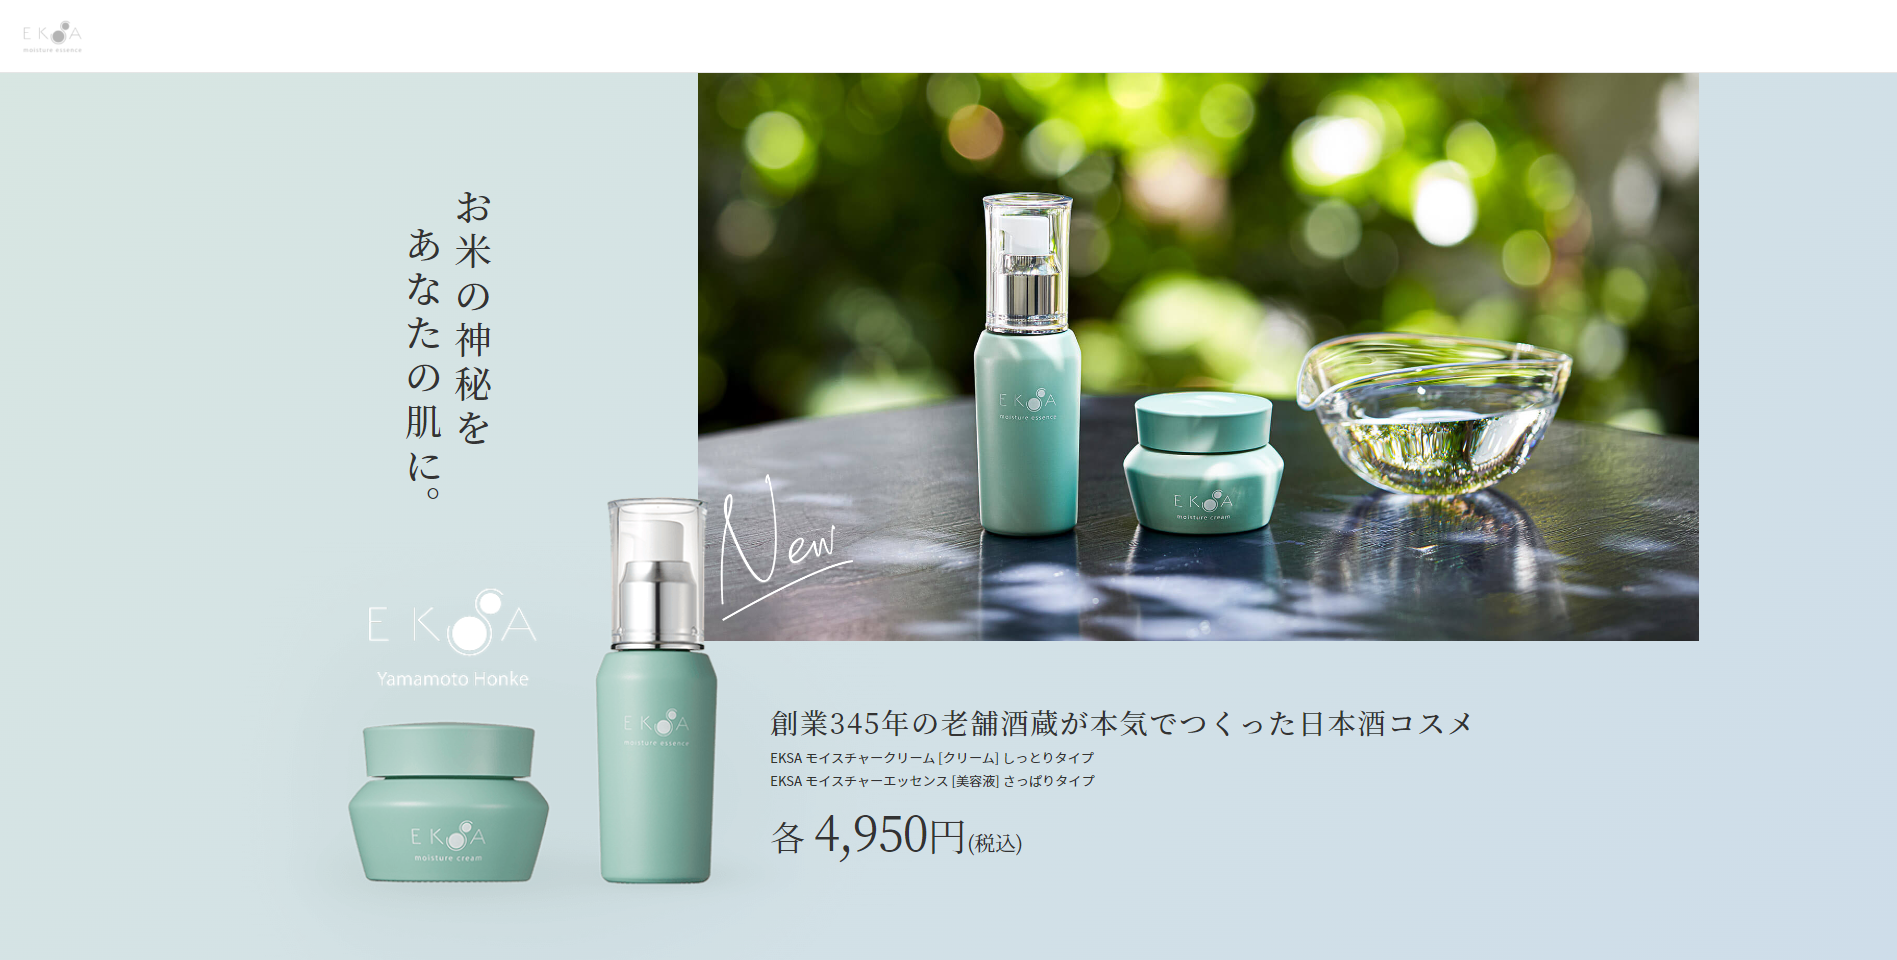 EKSA
moisture essence
お米の神秘を
あなたの肌に。
EKSA
moisture essence
EKSA
moisture cream
New
EKSA
Yamamoto Honke
EKSA
moisture essence
EKSA
moisture cream
創業345年の老舗酒蔵が本気でつくった日本酒コスメ
EKSA モイスチャークリーム [クリーム] しっとりタイプ
EKSA モイスチャーエッセンス [美容液] さっぱりタイプ
各 4,950円(税込)